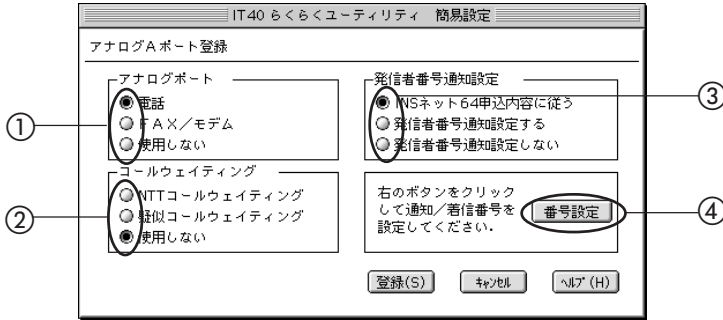 IT40 らくらくユーティリティ 簡易設定
アナログAポート登録
アナログポート
電話
FAX/モデム
使用しない
①
コールウェイティング
NTTコールウェイティング
疑似コールウェイティング
使用しない
②
発信者番号通知設定
INSネット64申込内容に従う
発信者番号通知設定する
発信者番号通知設定しない
③
右のボタンをクリック
して通知/着信番号を
設定してください.
番号設定
④
登録(S)
キャンセル
ヘルプ(H)